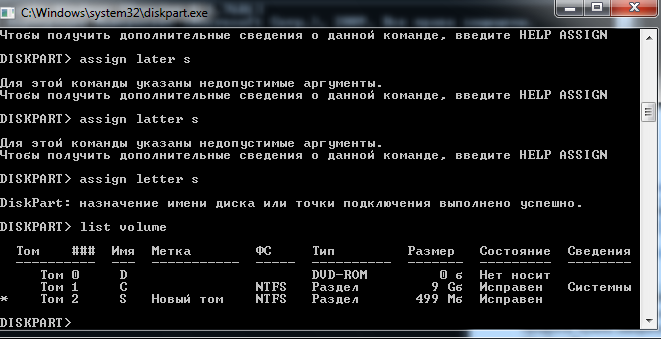 C:\Windows\system32\diskpart.exe
Чтобы получить дополнительные сведения о данной команде, введите HELP ASSIGN
DISKPART> assign later s
Для этой команды указаны недопустимые аргументы.
Чтобы получить дополнительные сведения о данной команде, введите HELP ASSIGN
DISKPART> assign latter s
Для этой команды указаны недопустимые аргументы.
Чтобы получить дополнительные сведения о данной команде, введите HELP ASSIGN
DISKPART> assign letter s
DiskPart: назначение имени диска или точки подключения выполнено успешно.
DISKPART> list volume
Том ### Имя Метка ФС Тип Размер Состояние Сведения
---------- --- ----------- ----- ---------- ------- --------- --------
Том 0 D DVD-ROM 0 б Нет носит
Том 1 C NTFS Раздел 9 Gб Исправен Системны
* Том 2 S Новый том NTFS Раздел 499 Mб Исправен
DISKPART>